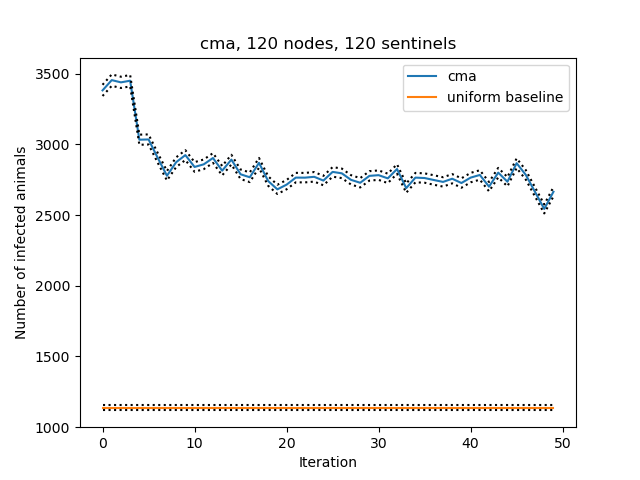 cma, 120 nodes, 120 sentinels
3500
3000
2500
2000
1500
1000
Number of infected animals
cma
uniform baseline
0
10
20
30
40
50
Iteration